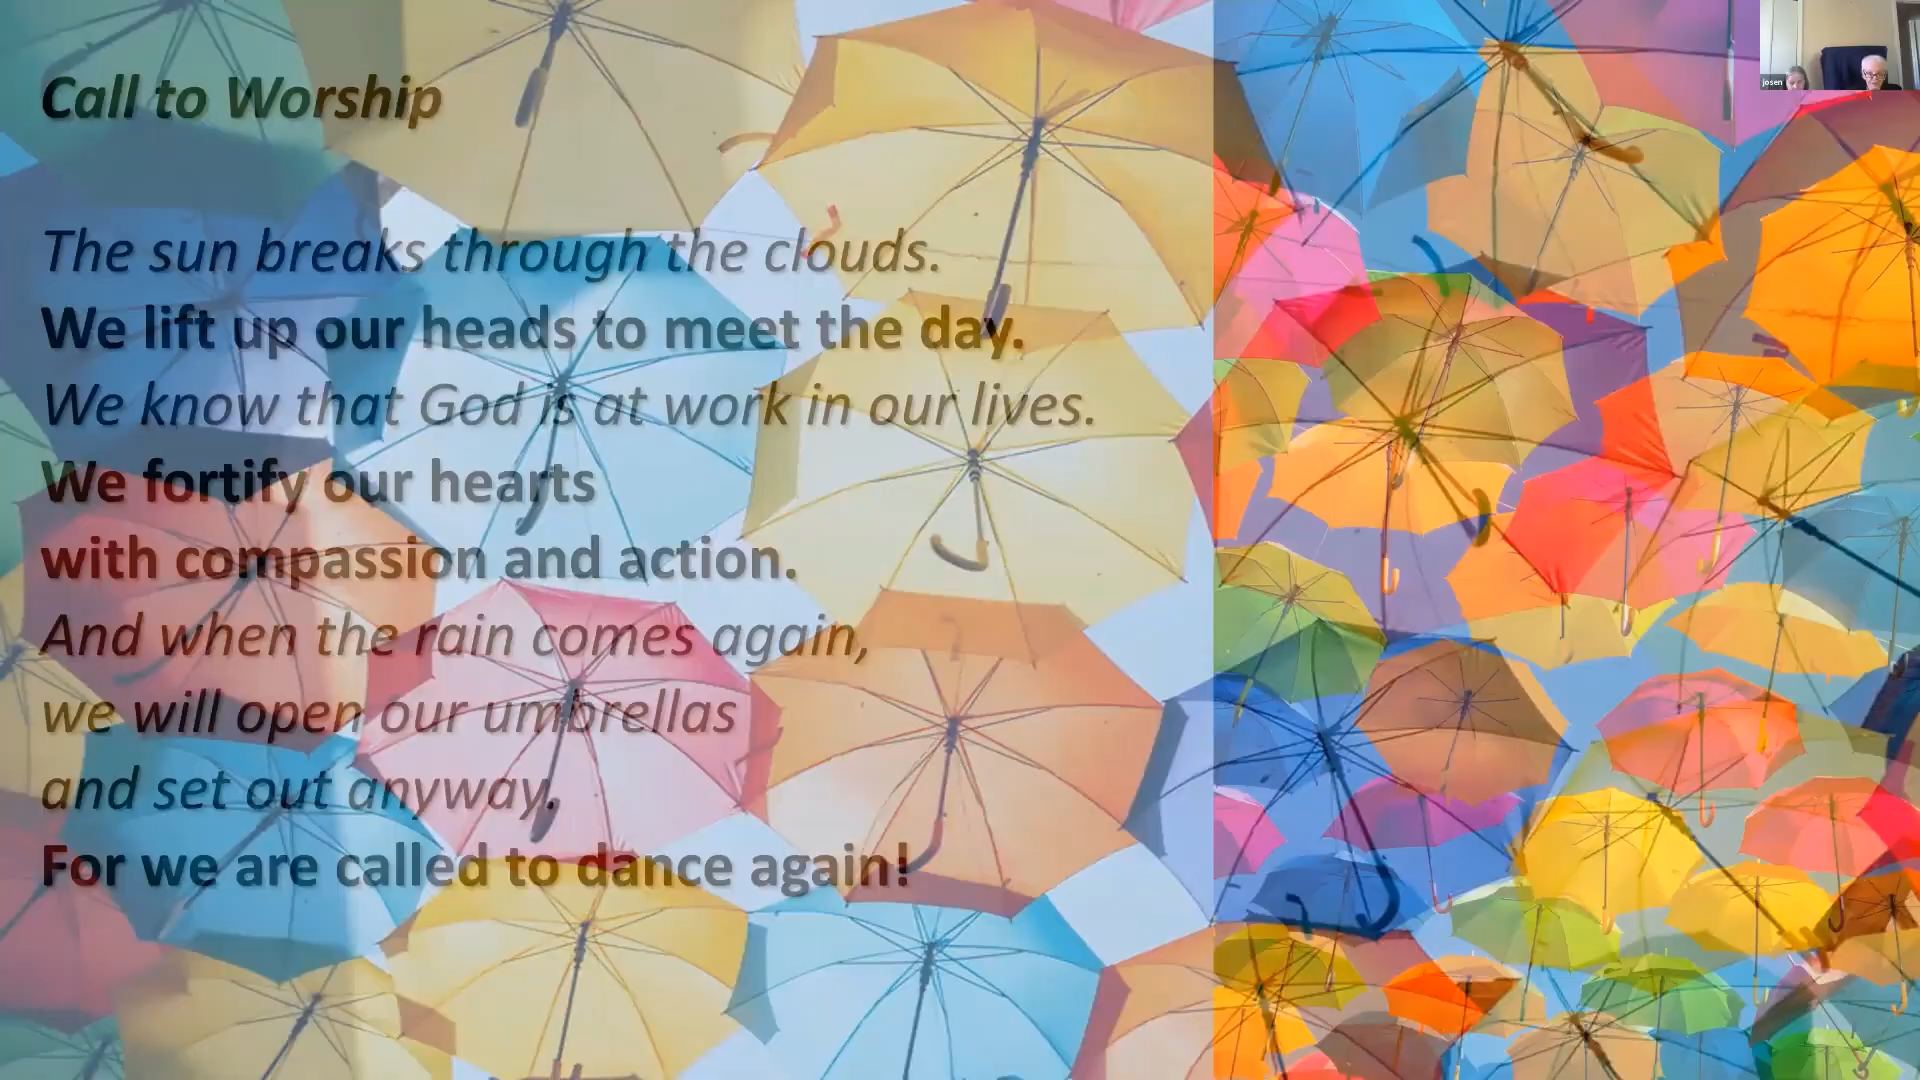 Call to Worship
The sun breaks through the clouds.
We lift up our heads to meet the day.
We know that God is at work in our lives.
We fortify our hearts
with compassion and action.
And when the rain comes again,
we will open our umbrellas
and set out anyway.
For we are called to dance again!
josen